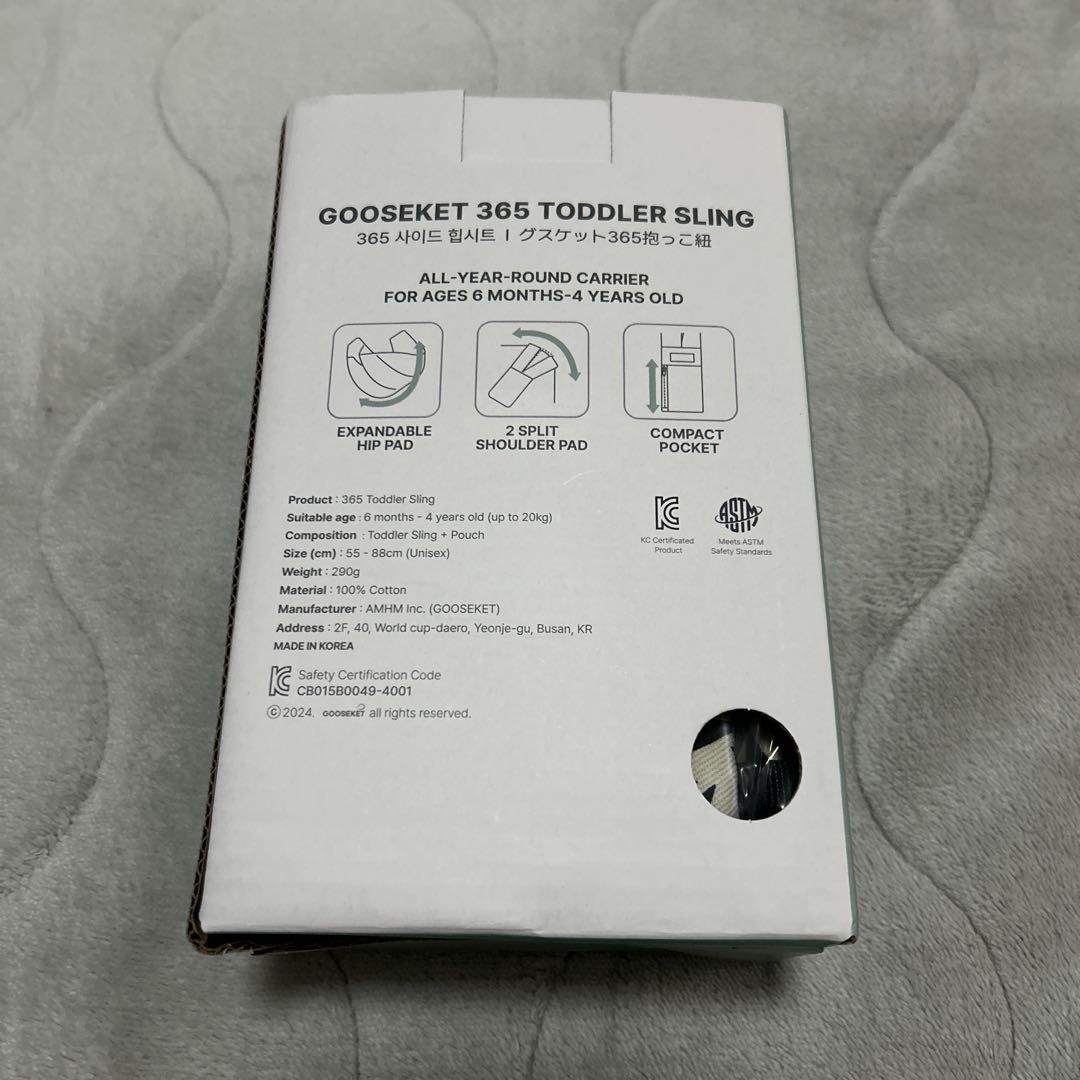 GOOSEKET 365 TODDLER SLING
365 사이드 힙시트 I グスケット365抱っこ紐
ALL-YEAR-ROUND CARRIER
FOR AGES 6 MONTHS-4 YEARS OLD
EXPANDABLE
HIP PAD
2 SPLIT
SHOULDER PAD
COMPACT
POCKET
Product : 365 Toddler Sling
Suitable age : 6 months - 4 years old (up to 20kg)
Composition : Toddler Sling + Pouch
Size (cm) : 55 - 88cm (Unisex)
Weight : 290g
Material : 100% Cotton
Manufacturer : AMHM Inc. (GOOSEKET)
Address : 2F, 40, World cup-daero, Yeonje-gu, Busan, KR
MADE IN KOREA
KC
KC Certificated
Product
ASTM
Meets ASTM
Safety Standards
KC Safety Certification Code
CB015B0049-4001
©2024. GOOSEKET all rights reserved.